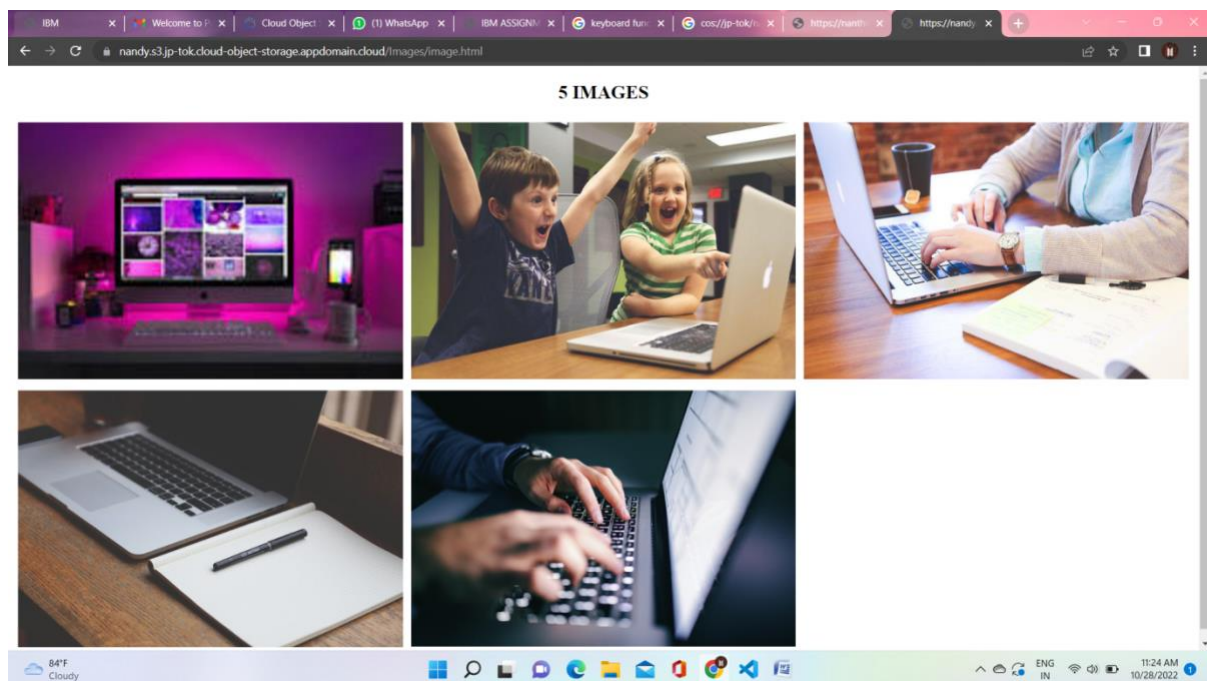 IBM
Welcome to P
Cloud Object
(1) WhatsApp
IBM ASSIGNM
keyboard func
cos://jp-tok/n
https://nanth
https://nandy
nandy.s3.jp-tok.cloud-object-storage.appdomain.cloud/Images/image.html
5 IMAGES
84°F
Cloudy
ENG
IN
11:24 AM
10/28/2022
1